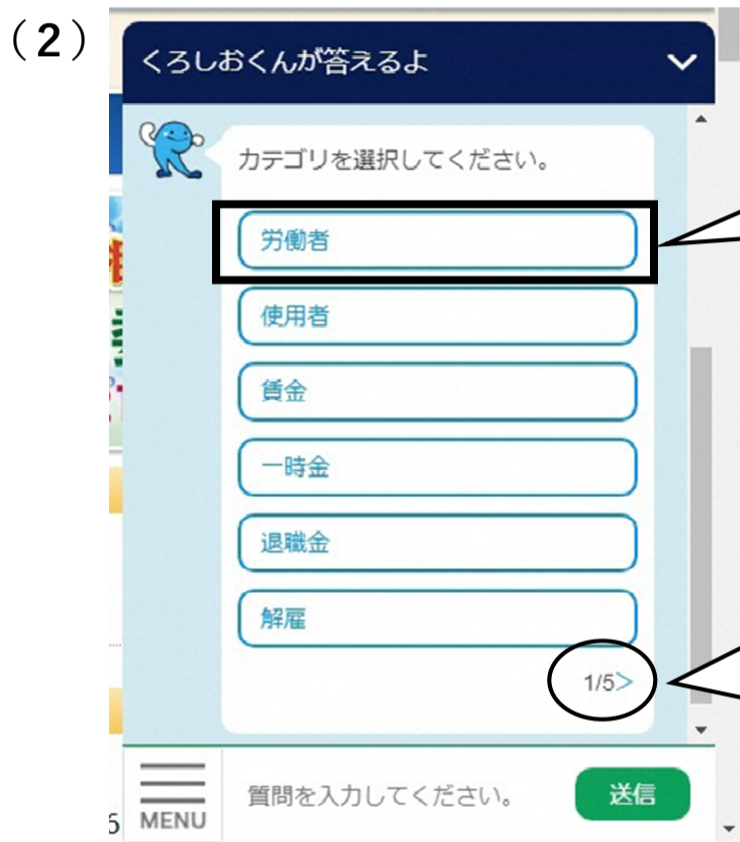 （2）
くろしおくんが答えるよ
カテゴリを選択してください。
労働者
使用者
賃金
一時金
退職金
解雇
1/5>
MENU
質問を入力してください。
送信